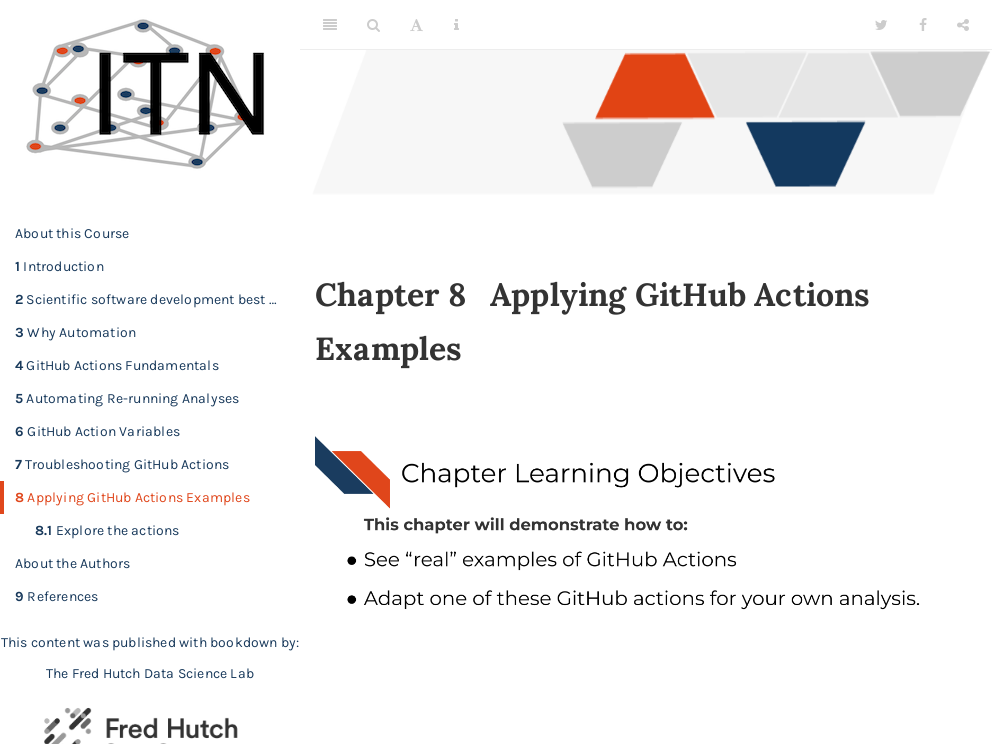 ITN
About this Course
1 Introduction
2 Scientific software development best ...
3 Why Automation
4 GitHub Actions Fundamentals
5 Automating Re-running Analyses
6 GitHub Action Variables
7 Troubleshooting GitHub Actions
8 Applying GitHub Actions Examples
8.1 Explore the actions
About the Authors
9 References
This content was published with bookdown by:
The Fred Hutch Data Science Lab
Fred Hutch
A
i
Chapter 8 Applying GitHub Actions
Examples
Chapter Learning Objectives
This chapter will demonstrate how to:
● See “real” examples of GitHub Actions
● Adapt one of these GitHub actions for your own analysis.